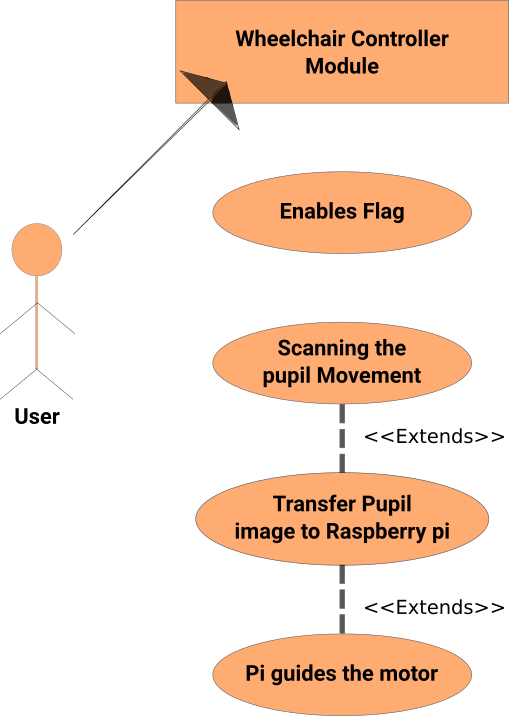 Wheelchair Controller
Module
Enables Flag
Scanning the
pupil Movement
User
<<Extends>>
Transfer Pupil
image to Raspberry pi
<<Extends>>
Pi guides the motor